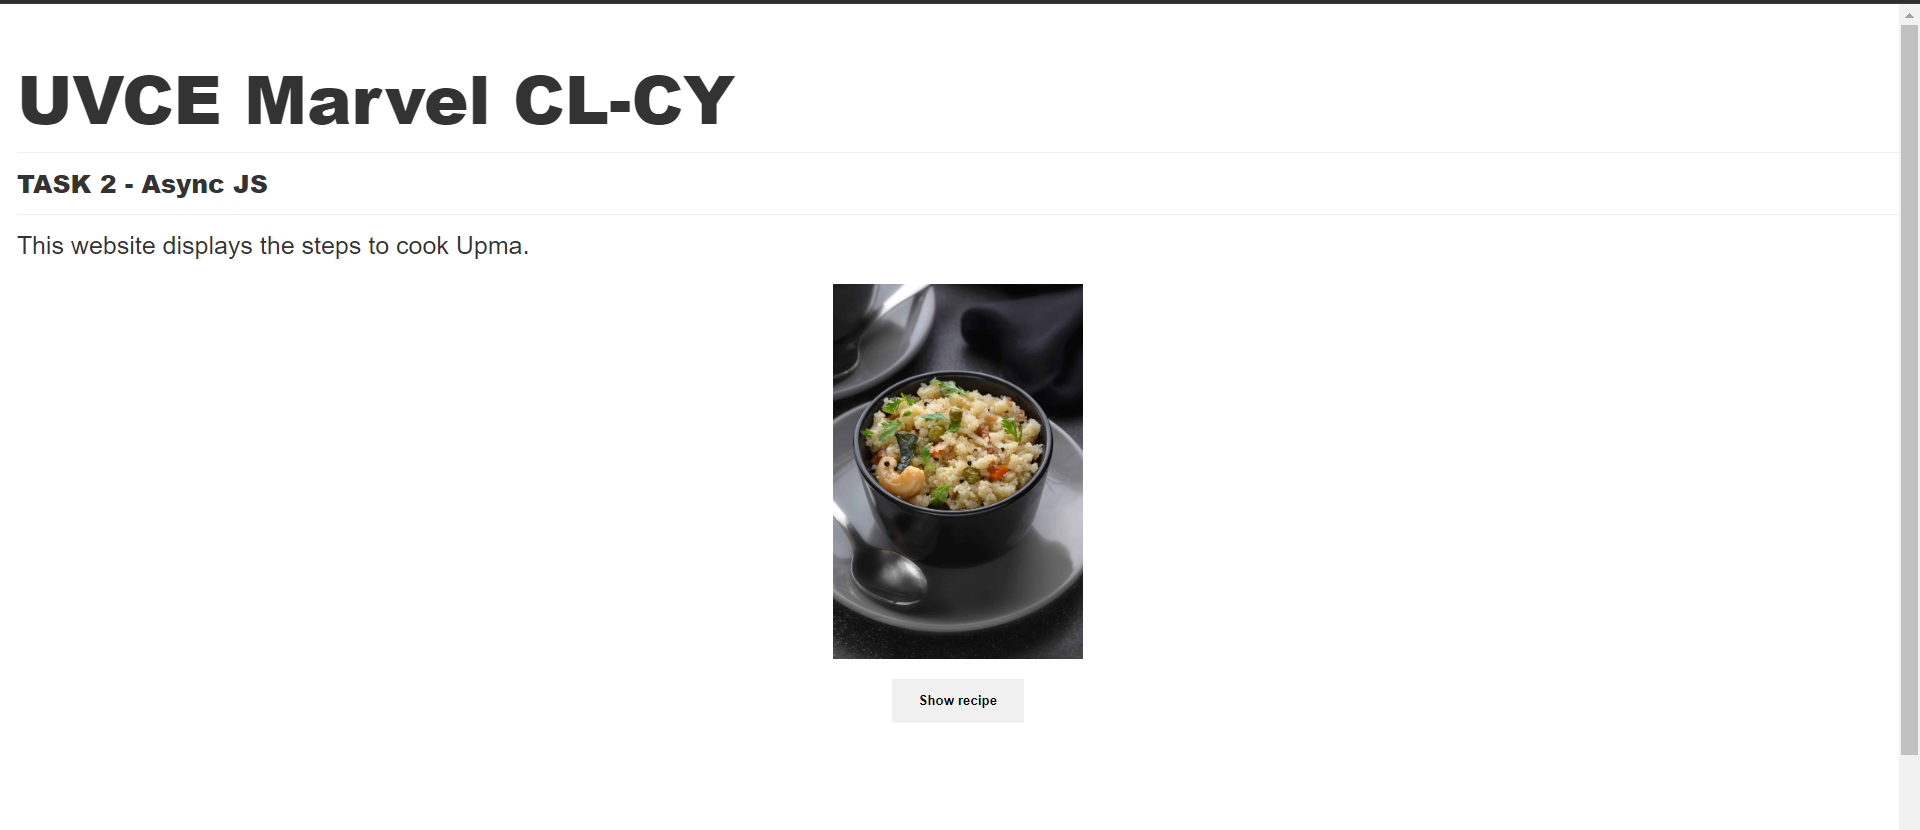 UVCE Marvel CL-CY
TASK 2 - Async JS
This website displays the steps to cook Upma.
Show recipe